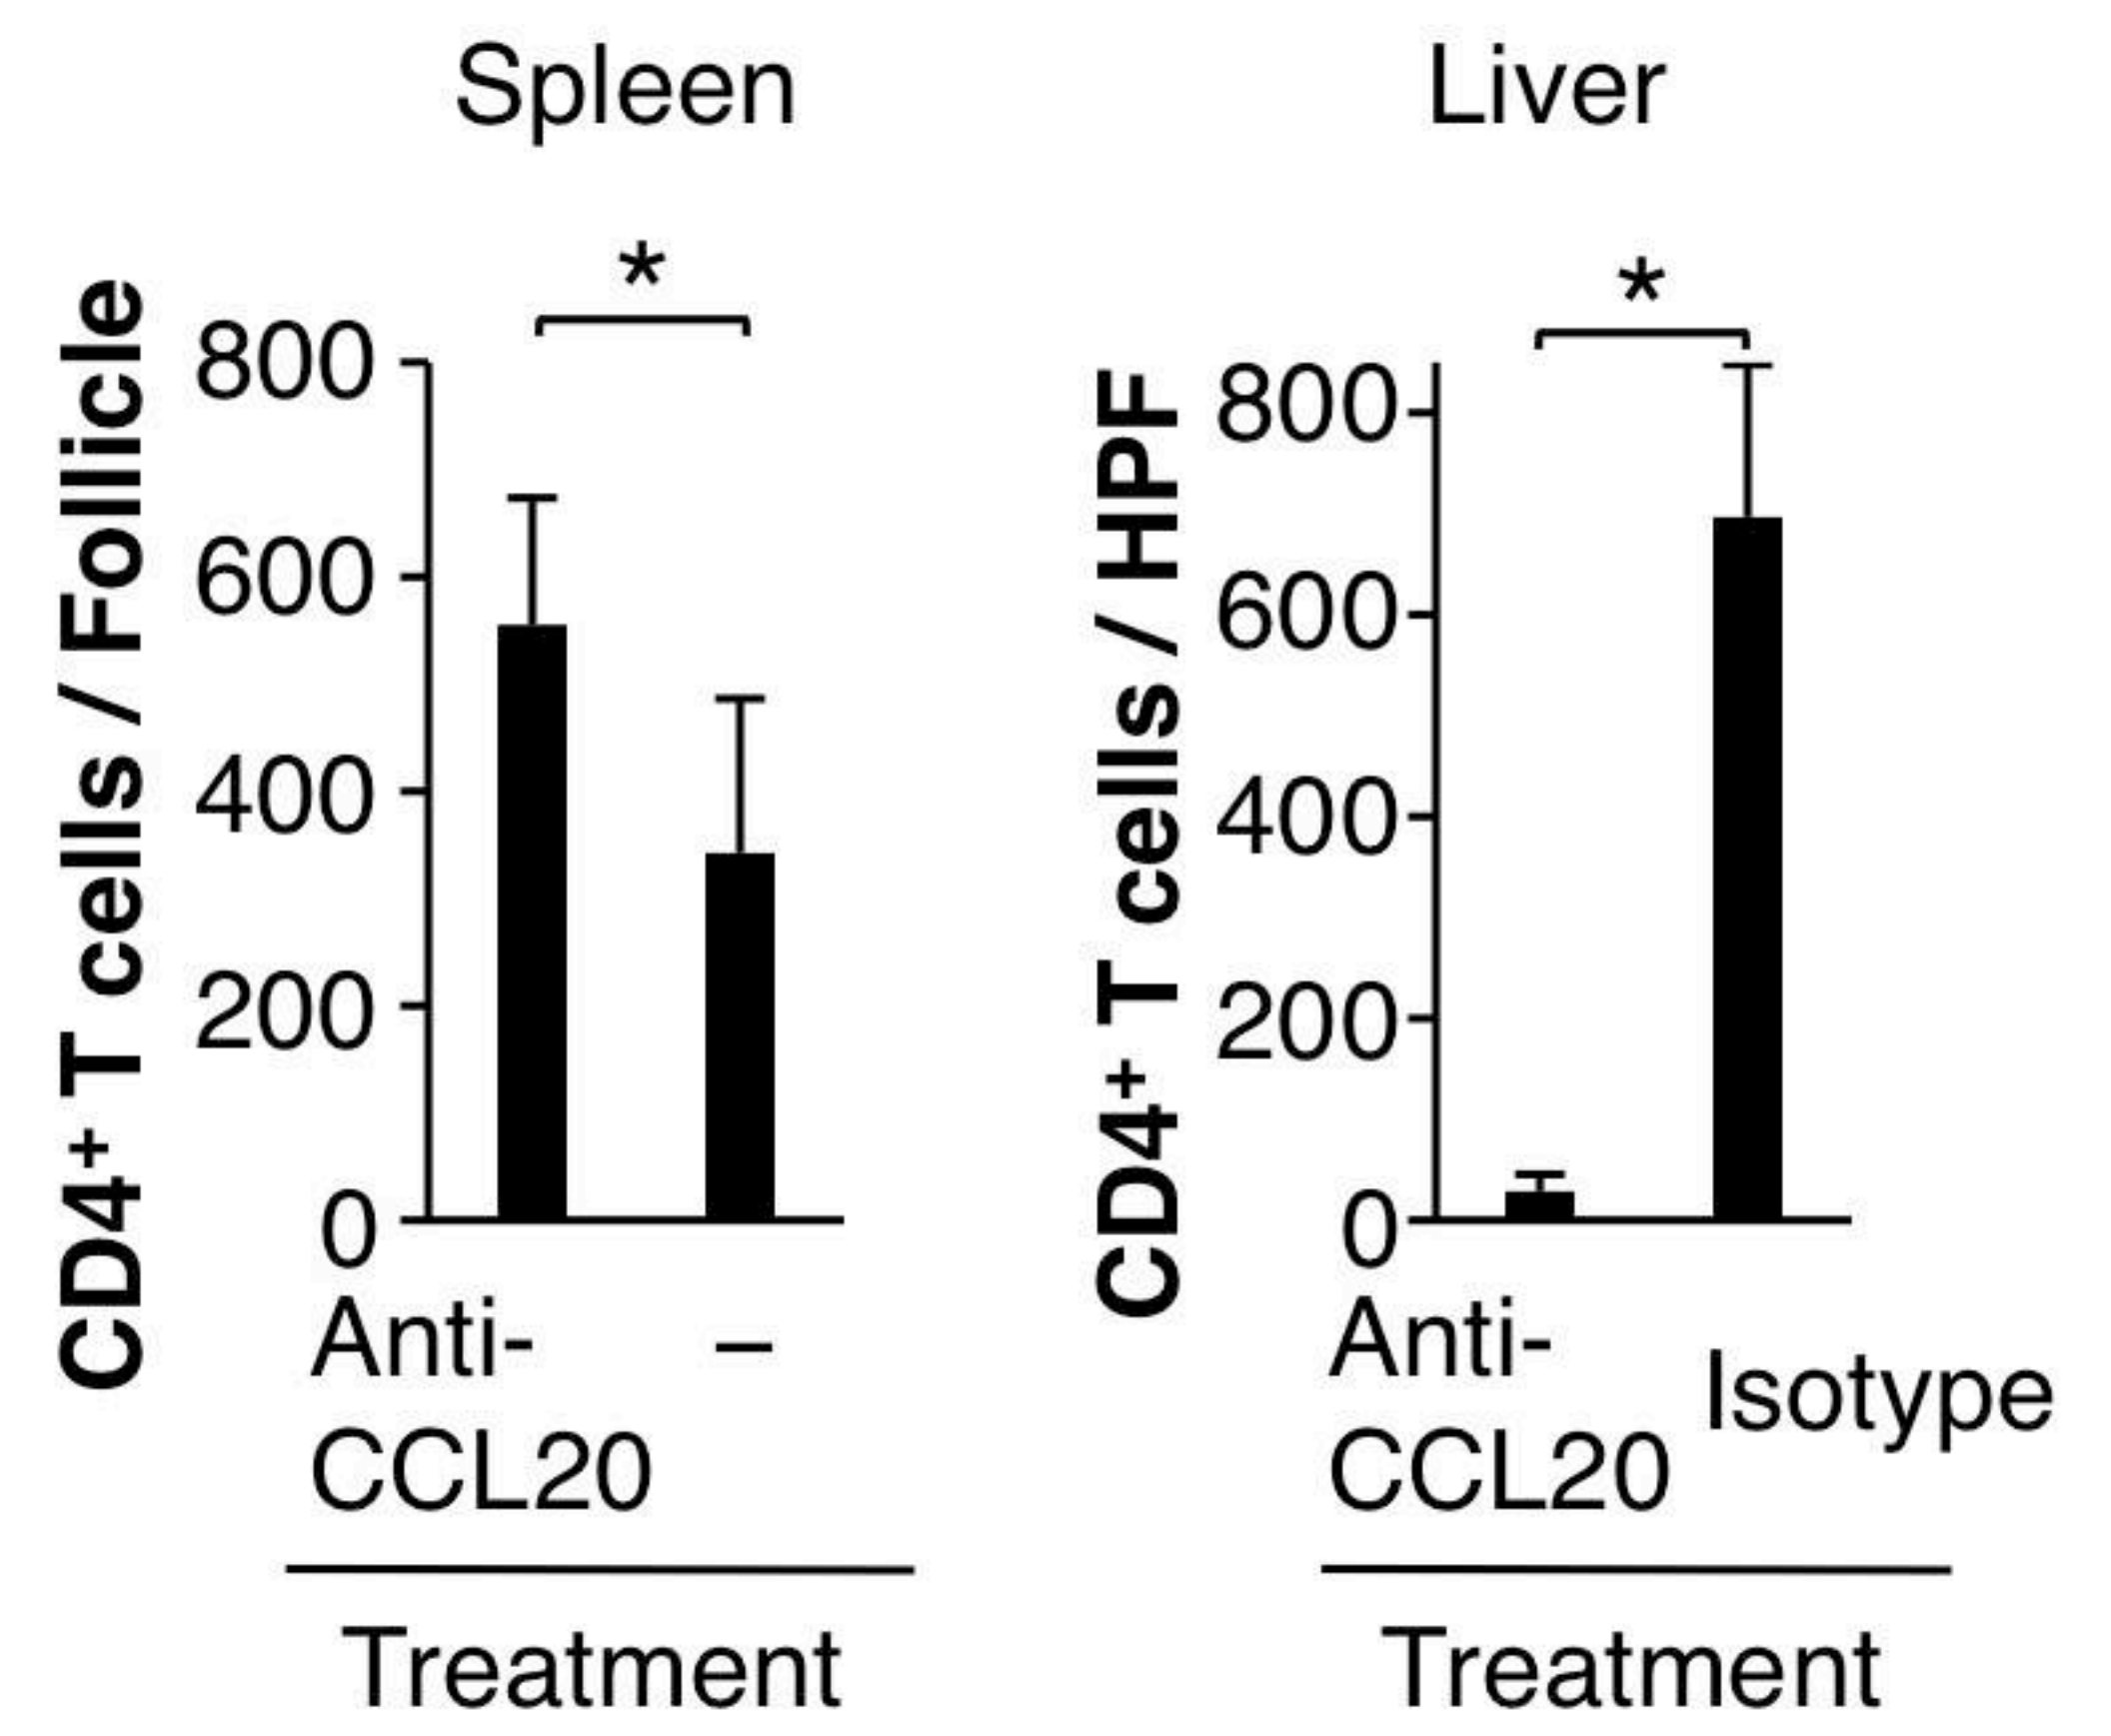 Spleen
*
CD4+ T cells / Follicle
800
600
400
200
0
Anti-
CCL20
–
Treatment
Liver
*
CD4+ T cells / HPF
800
600
400
200
0
Anti-
CCL20
Isotype
Treatment